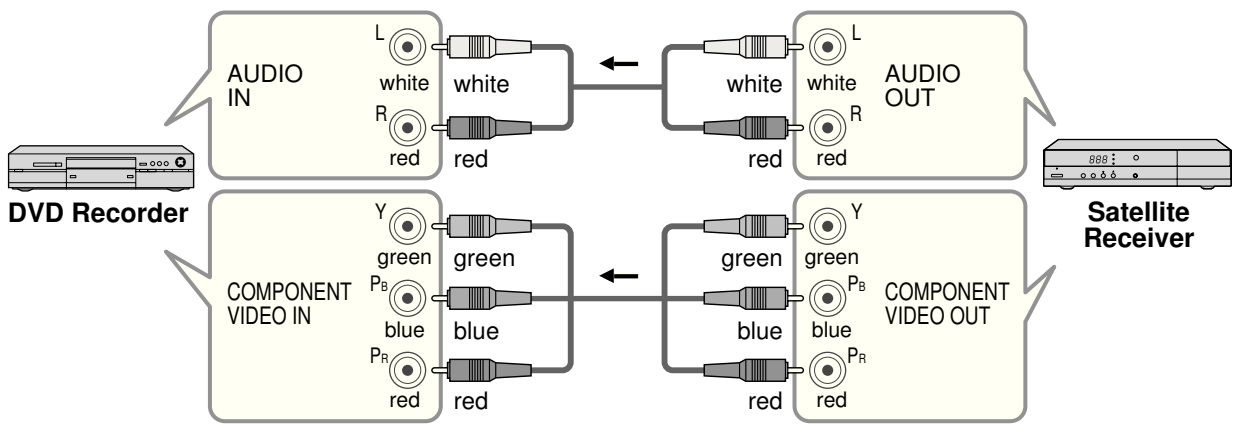 L
AUDIO
IN
white
white
R
red
red
white
white
L
AUDIO
OUT
red
red
R
DVD Recorder
888
Satellite
Receiver
Y
green
green
COMPONENT
VIDEO IN
PB
blue
blue
PR
red
red
green
green
Y
blue
blue
PB
COMPONENT
VIDEO OUT
red
red
PR